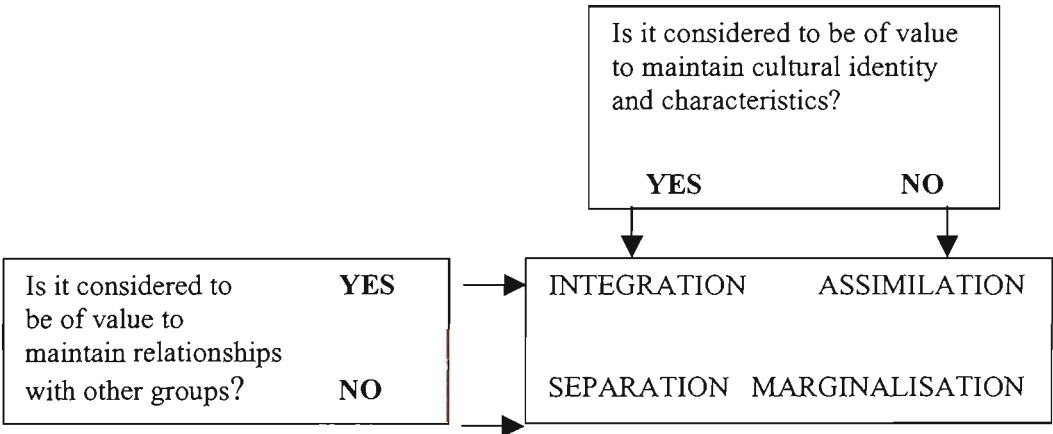 Is it considered to be of value
to maintain cultural identity
and characteristics?
YES NO
Is it considered to YES
be of value to
maintain relationships
with other groups? NO
INTEGRATION ASSIMILATION
SEPARATION MARGINALISATION